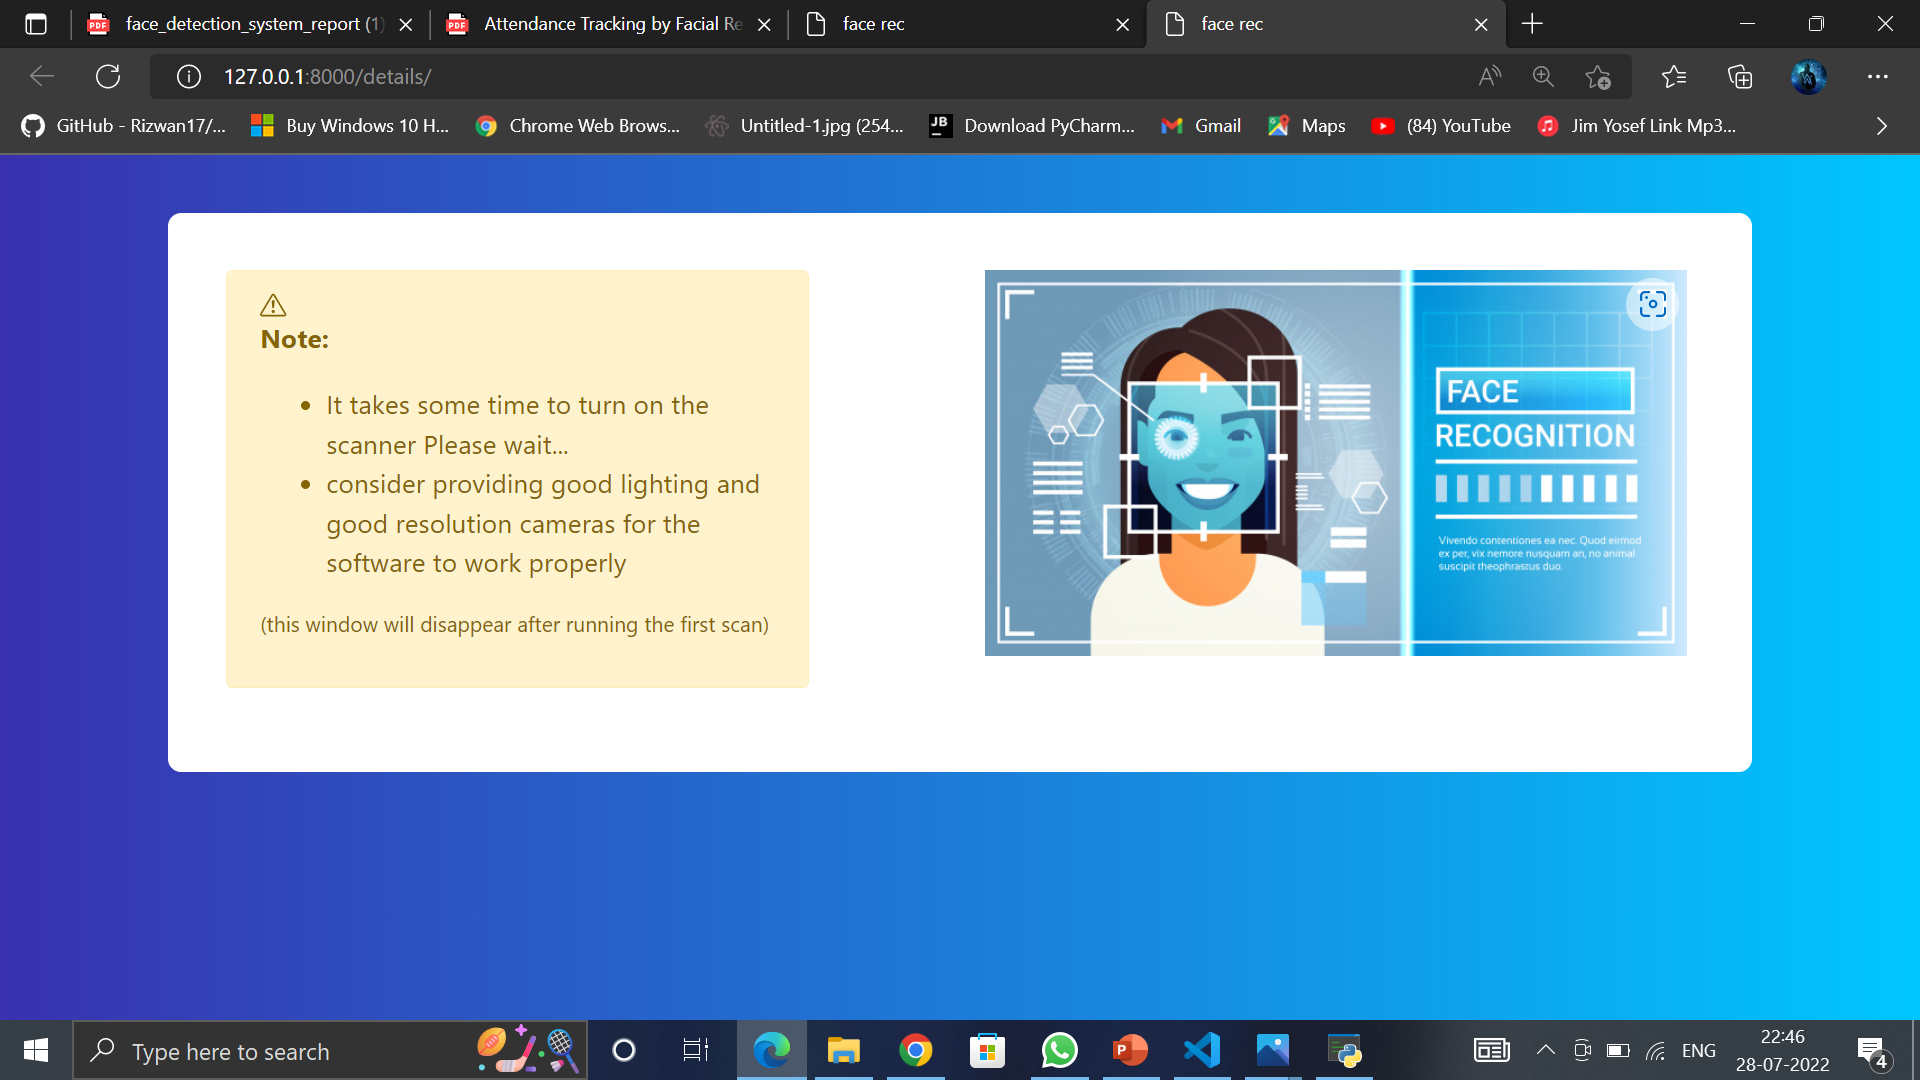 face_detection_system_report (1)
Attendance Tracking by Facial Re
face rec
face rec
127.0.0.1:8000/details/
GitHub - Rizwan17/...
Buy Windows 10 H...
Chrome Web Brows...
Untitled-1.jpg (254...
Download PyCharm...
Gmail
Maps
(84) YouTube
Jim Yosef Link Mp3...
Note:
It takes some time to turn on the
scanner Please wait...
consider providing good lighting and
good resolution cameras for the
software to work properly
(this window will disappear after running the first scan)
FACE
RECOGNITION
Vivendo contentiones ea nec. Quod eirmod
ex per, vix nemore nusquam an, no animal
suscipit theophrastus duo.
Type here to search
ENG
22:46
28-07-2022
4